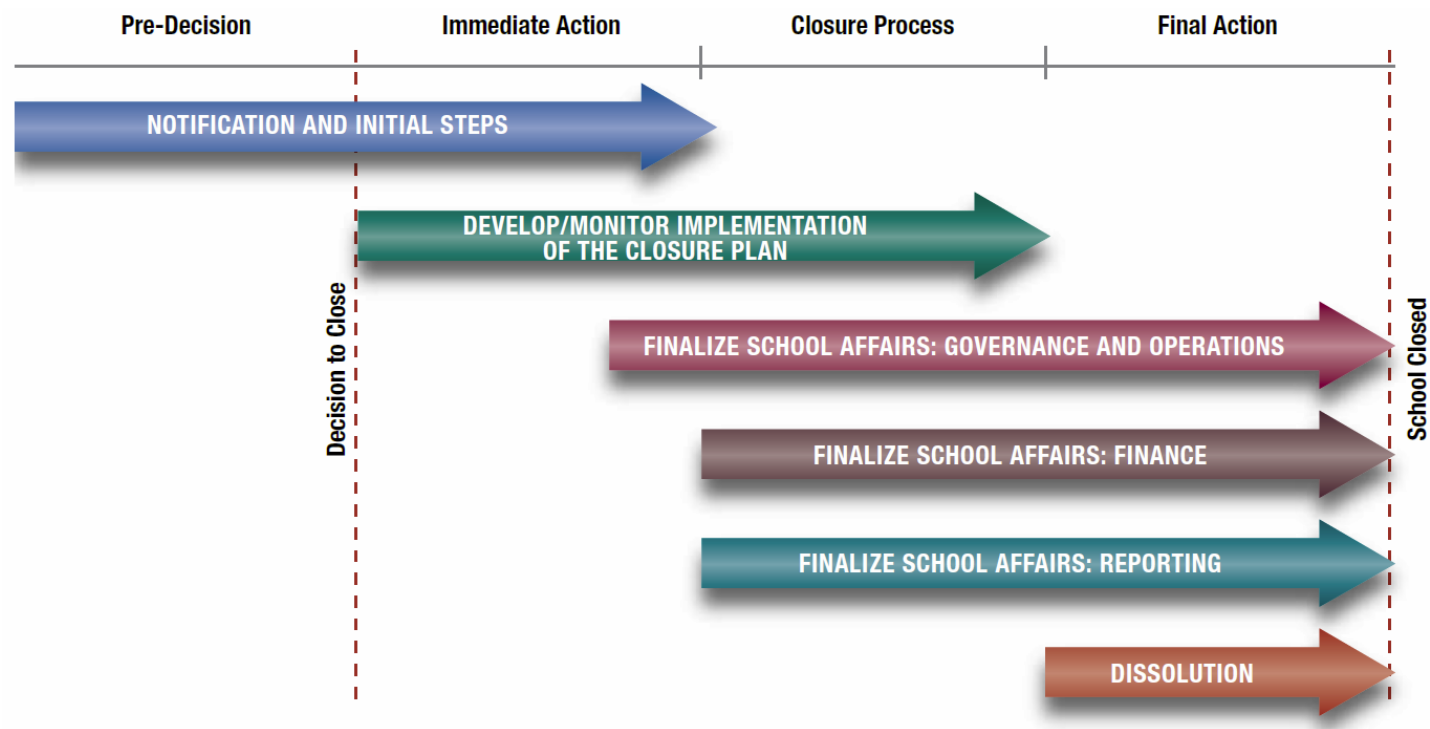 Pre-Decision
Immediate Action
Closure Process
Final Action
NOTIFICATION AND INITIAL STEPS
DEVELOP/MONITOR IMPLEMENTATION
OF THE CLOSURE PLAN
Decision to Close
FINALIZE SCHOOL AFFAIRS: GOVERNANCE AND OPERATIONS
School Closed
FINALIZE SCHOOL AFFAIRS: FINANCE
FINALIZE SCHOOL AFFAIRS: REPORTING
DISSOLUTION